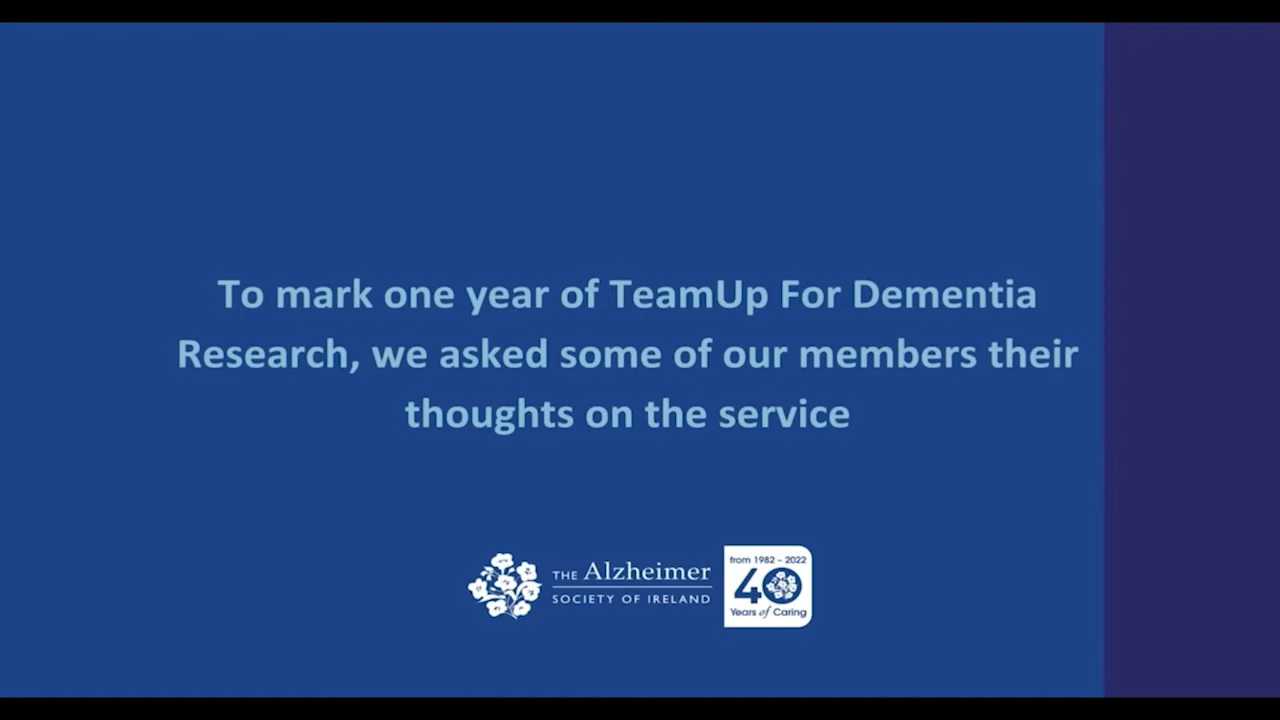 To mark one year of TeamUp For Dementia
Research, we asked some of our members their
thoughts on the service
THE Alzheimer
SOCIETY OF IRELAND
from 1982 – 2022
40
Years of Caring